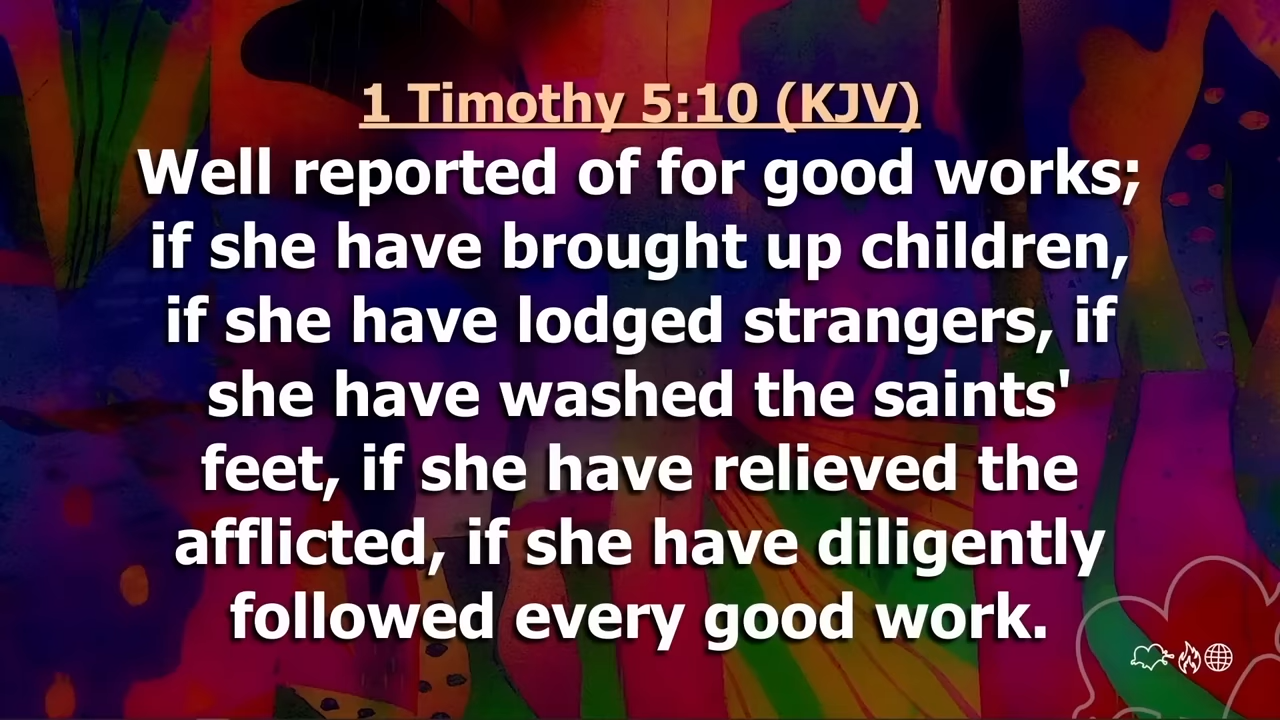 1 Timothy 5:10 (KJV)
Well reported of for good works;
if she have brought up children,
if she have lodged strangers, if
she have washed the saints'
feet, if she have relieved the
afflicted, if she have diligently
followed every good work.